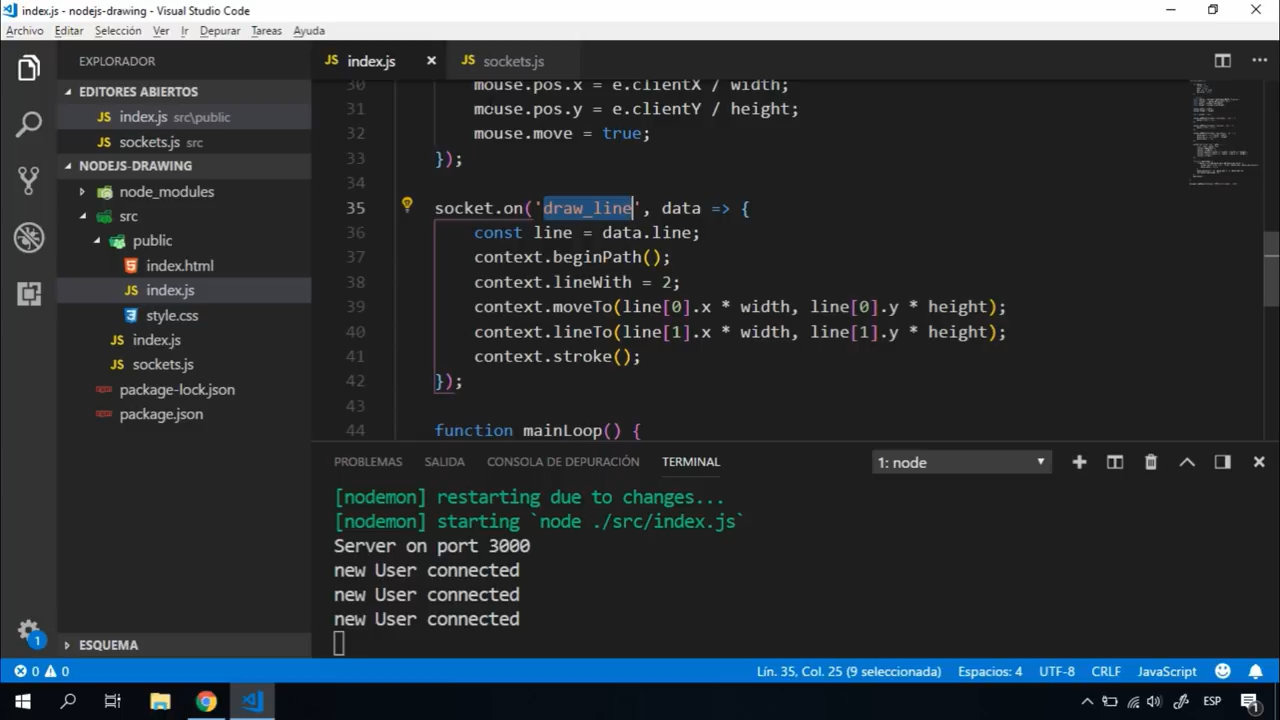 index.js - nodejs-drawing - Visual Studio Code
Archivo Editar Selección Ver Ir Depurar Tareas Ayuda
EXPLORADOR
EDITORES ABIERTOS
JS index.js src\public
JS sockets.js src
NODEJS-DRAWING
node_modules
src
public
index.html
JS index.js
style.css
JS index.js
JS sockets.js
package-lock.json
package.json
ESQUEMA
JS index.js
JS sockets.js
30 mouse.pos.x = e.clientX / width;
31 mouse.pos.y = e.clientY / height;
32 mouse.move = true;
33 });
34
35 socket.on('draw_line', data => {
36 const line = data.line;
37 context.beginPath();
38 context.lineWith = 2;
39 context.moveTo(line[0].x * width, line[0].y * height);
40 context.lineTo(line[1].x * width, line[1].y * height);
41 context.stroke();
42 });
43
44 function mainLoop() {
PROBLEMAS SALIDA CONSOLA DE DEPURACIÓN TERMINAL 1: node
[nodemon] restarting due to changes...
[nodemon] starting `node ./src/index.js`
Server on port 3000
new User connected
new User connected
new User connected
1
0 0 Lín. 35, Col. 25 (9 seleccionada) Espacios: 4 UTF-8 CRLF JavaScript
ESP 1